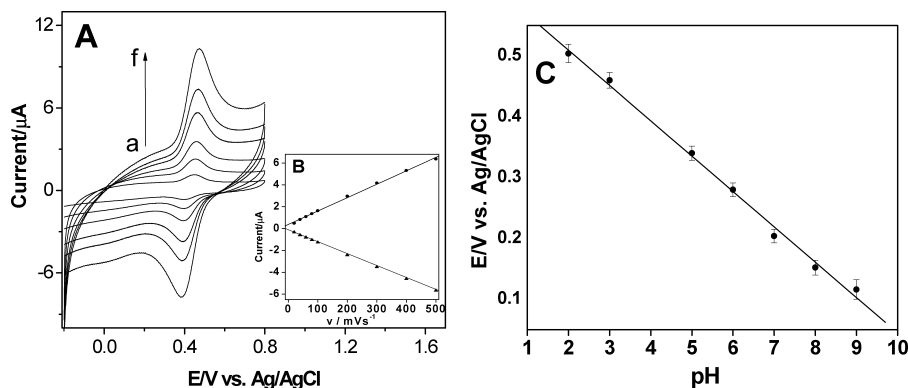 A
f
a
12
6
0
-6
Current/μA
0.0 0.4 0.8 1.2 1.6
E/V vs. Ag/AgCl
B
6
4
2
0
-2
-4
-6
Current/μA
0 100 200 300 400 500
v / mVs-1
C
0.5
0.4
0.3
0.2
0.1
E/V vs. Ag/AgCl
1 2 3 4 5 6 7 8 9 10
pH